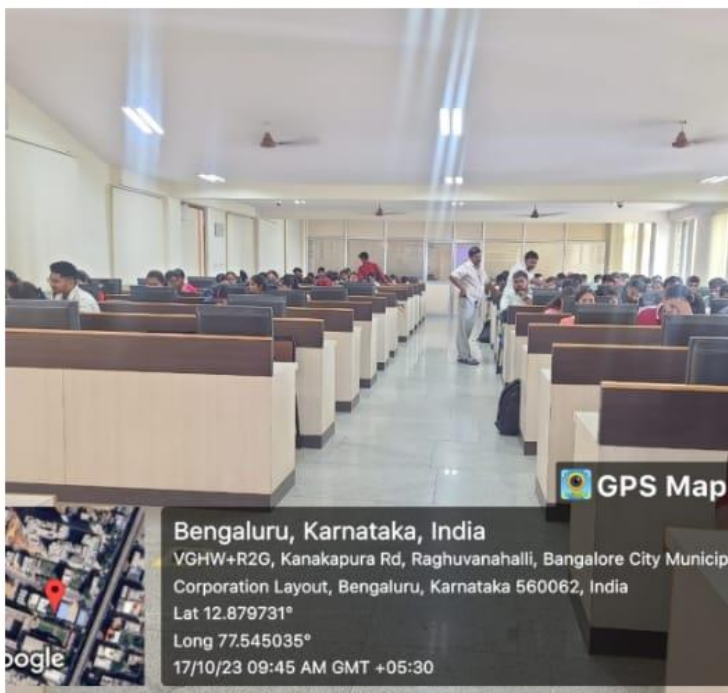 GPS Map
Bengaluru, Karnataka, India
VGHW+R2G, Kanakapura Rd, Raghuvanahalli, Bangalore City Municip
Corporation Layout, Bengaluru, Karnataka 560062, India
Lat 12.879731°
Long 77.545035°
17/10/23 09:45 AM GMT +05:30
oogle